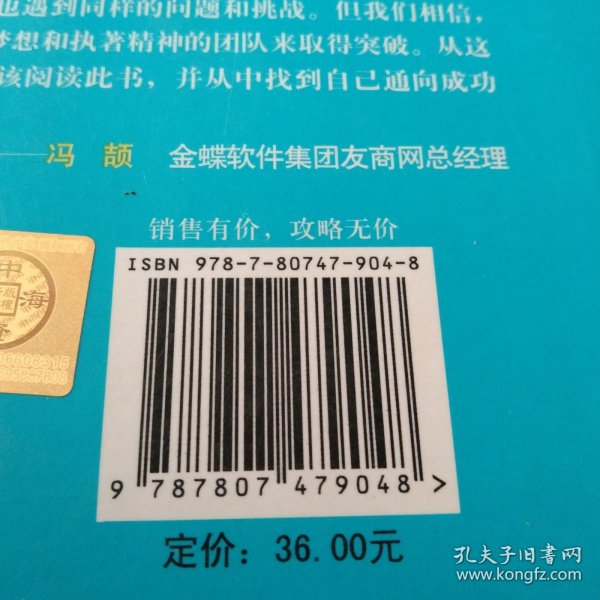 也遇到同样的问题和挑战。但我们相信，
梦想和执著精神的团队来取得突破。从这
该阅读此书，并从中找到自己通向成功
冯 颉 金蝶软件集团友商网总经理
销售有价，攻略无价
ISBN 978-7-80747-904-8
9 787807 479048 >
定价：36.00元
中
海
孔夫子旧书网
www.kongfz.com